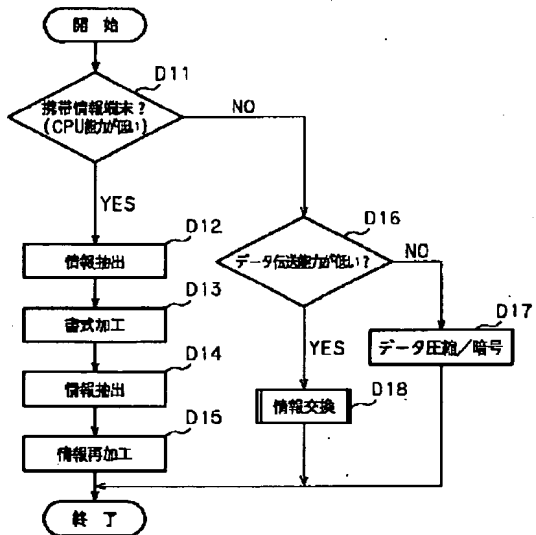 開 始
D11
携帯情報端末?
(CPU能力が低い)
NO
YES
D16
データ伝送能力が低い?
NO
D12
情報抽出
D13
書式加工
D17
データ圧縮/暗号
YES
D14
情報抽出
D18
情報交換
D15
情報再加工
終 了